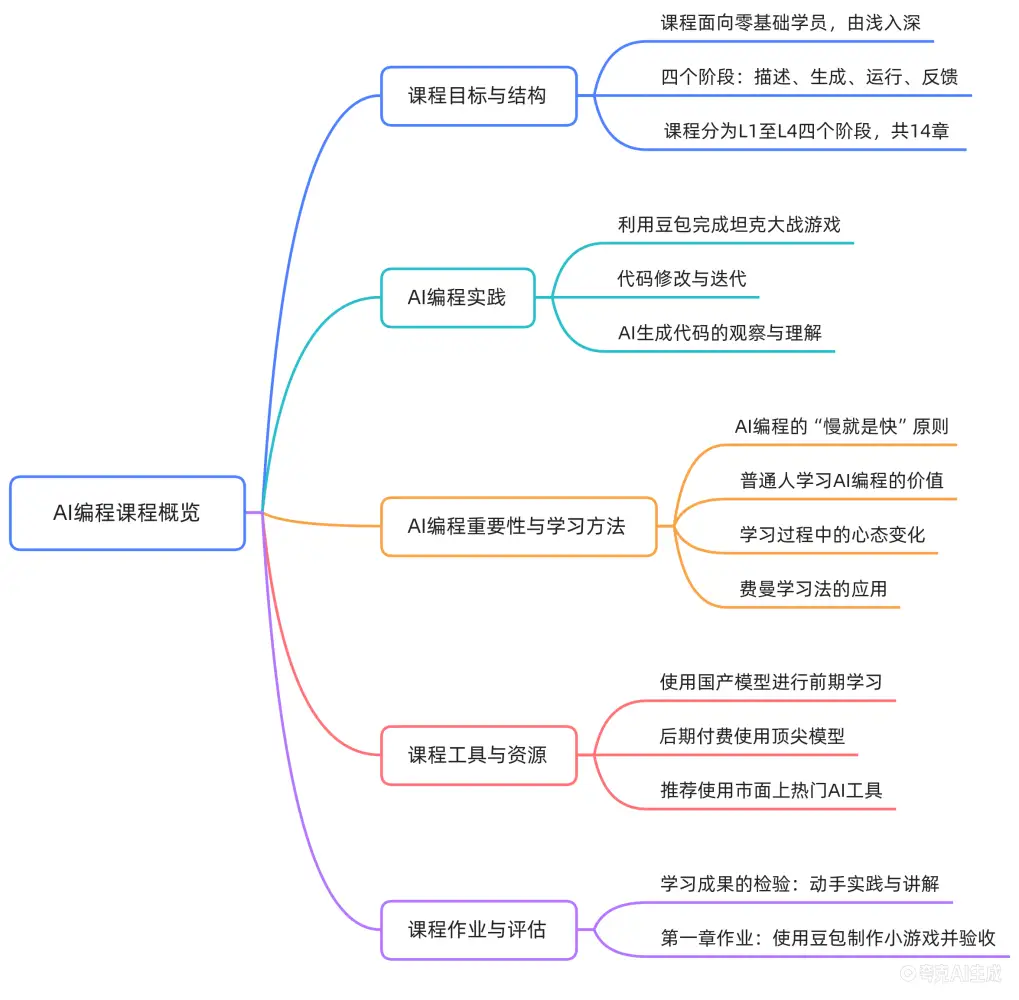 AI编程课程概览
课程目标与结构
课程面向零基础学员，由浅入深
四个阶段：描述、生成、运行、反馈
课程分为L1至L4四个阶段，共14章
AI编程实践
利用豆包完成坦克大战游戏
代码修改与迭代
AI生成代码的观察与理解
AI编程重要性与学习方法
AI编程的“慢就是快”原则
普通人学习AI编程的价值
学习过程中的心态变化
费曼学习法的应用
课程工具与资源
使用国产模型进行前期学习
后期付费使用顶尖模型
推荐使用市面上热门AI工具
课程作业与评估
学习成果的检验：动手实践与讲解
第一章作业：使用豆包制作小游戏并验收
夸克AI生成